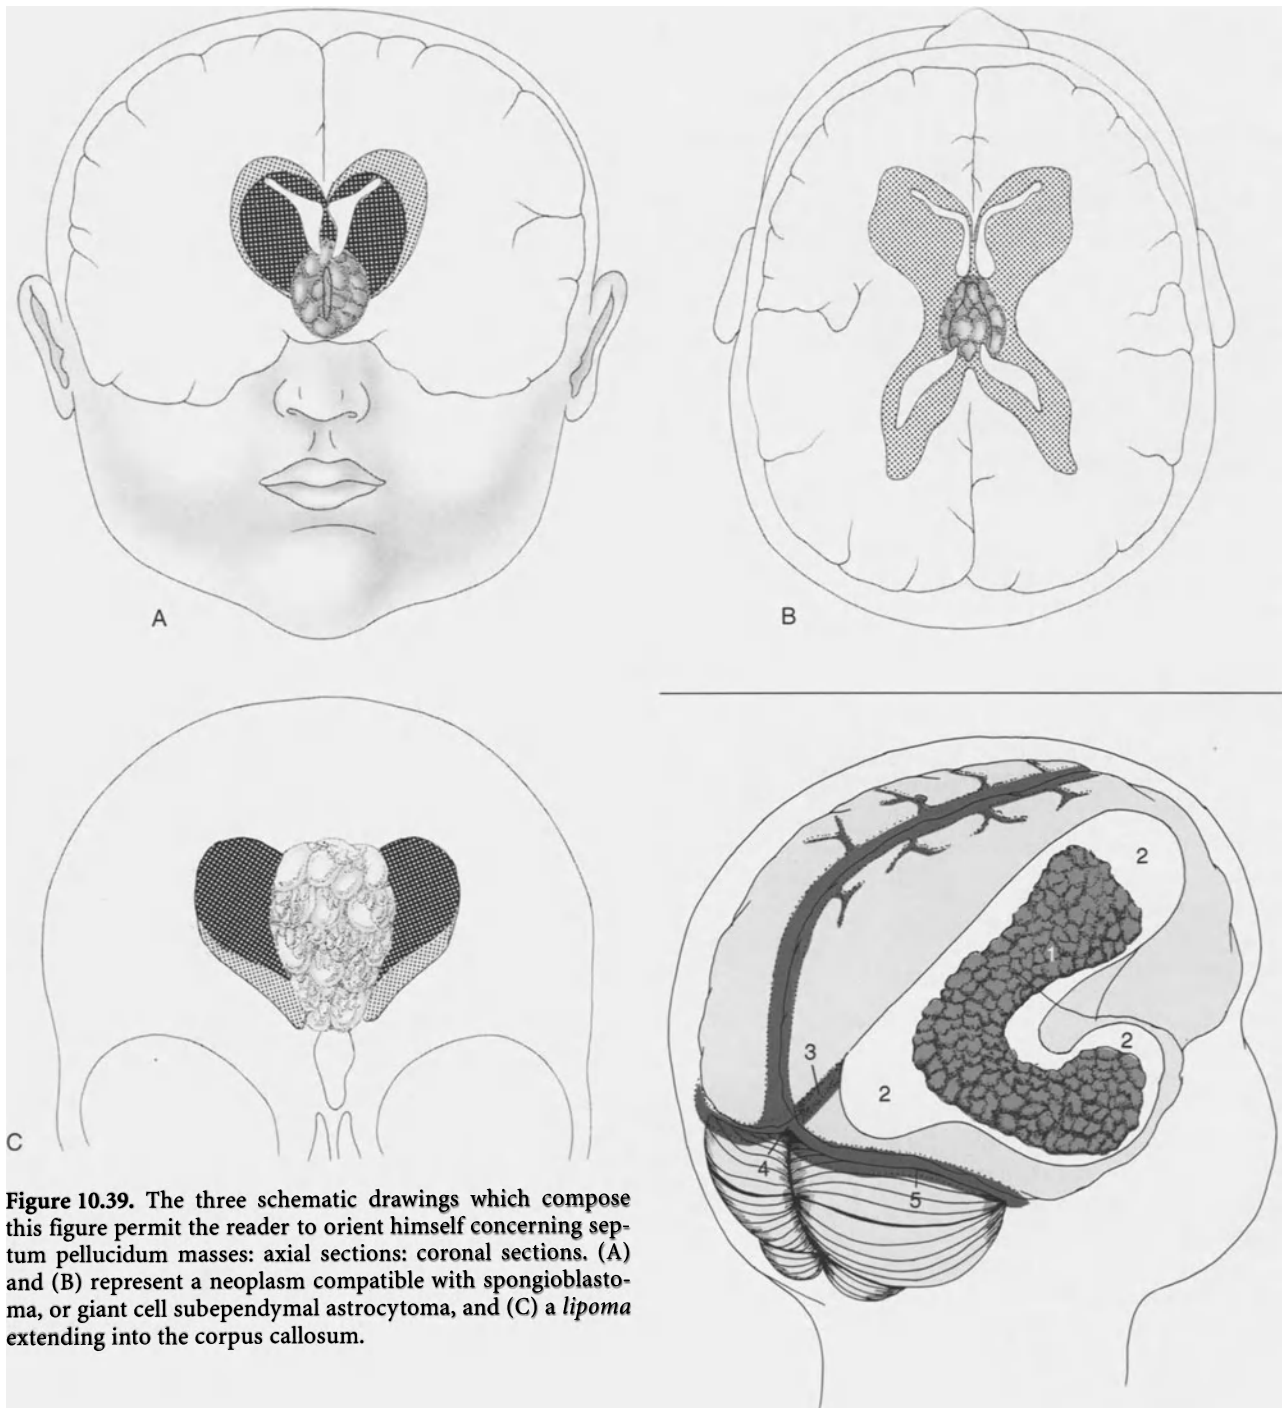 A
B
C
Figure 10.39. The three schematic drawings which compose
this figure permit the reader to orient himself concerning sep-
tum pellucidum masses: axial sections: coronal sections. (A)
and (B) represent a neoplasm compatible with spongioblasto-
ma, or giant cell subependymal astrocytoma, and (C) a lipoma
extending into the corpus callosum.
2
1
2
3
2
4
5